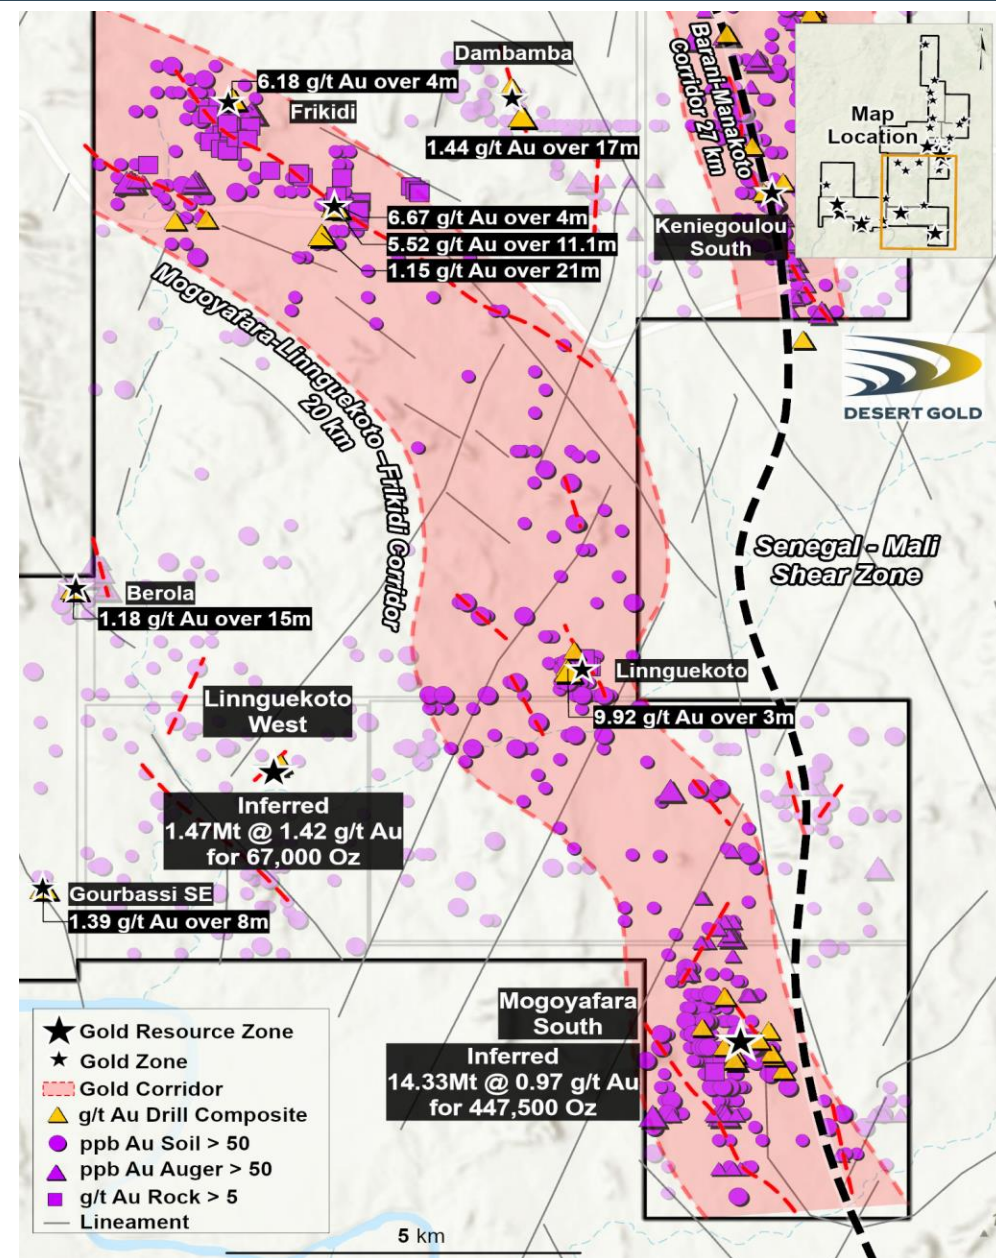 Dambamba
6.18 g/t Au over 4m
Frikidi
1.44 g/t Au over 17m
Barani-Manakoto
Corridor 27 km
Map
Location
6.67 g/t Au over 4m
5.52 g/t Au over 11.1m
1.15 g/t Au over 21m
Keniegoulou
South
Mogoyafara-Linnguekoto –Frikidi Corridor
20 km
DESERT GOLD
Senegal - Mali
Shear Zone
Berola
1.18 g/t Au over 15m
Linnguekoto
9.92 g/t Au over 3m
Linnguekoto
West
Inferred
1.47Mt @ 1.42 g/t Au
for 67,000 Oz
Gourbassi SE
1.39 g/t Au over 8m
Mogoyafara
South
Inferred
14.33Mt @ 0.97 g/t Au
for 447,500 Oz
Gold Resource Zone
Gold Zone
Gold Corridor
g/t Au Drill Composite
ppb Au Soil > 50
ppb Au Auger > 50
g/t Au Rock > 5
Lineament
5 km